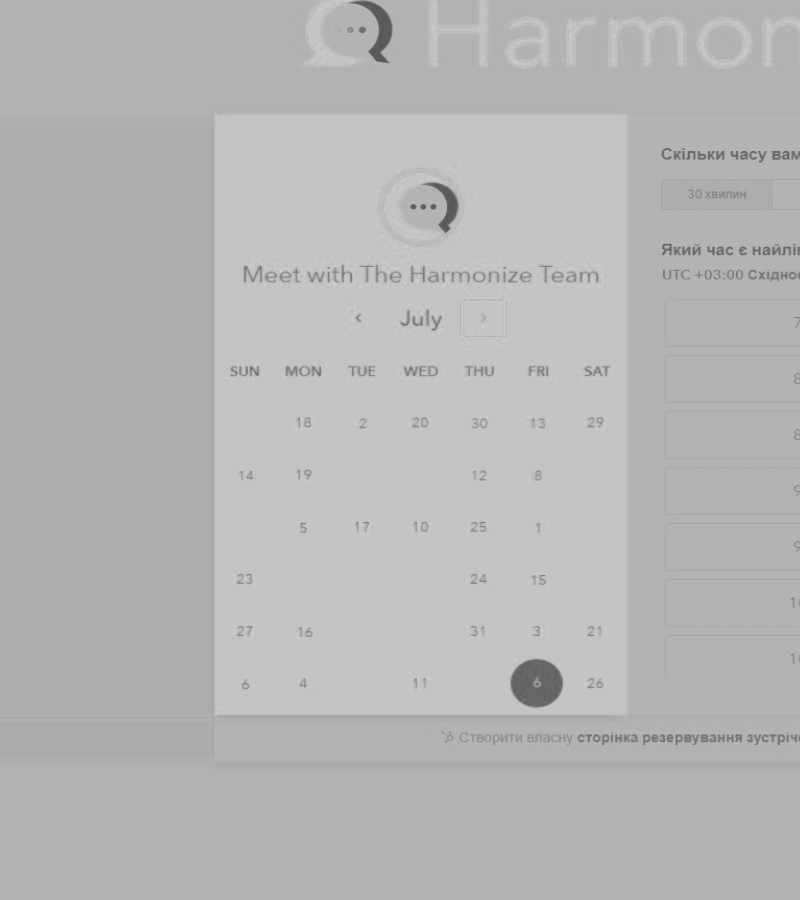 Harmon
Meet with The Harmonize Team
‹ July ›
SUN MON TUE WED THU FRI SAT
18 2 20 30 13 29
14 19 12 8
5 17 10 25 1
23 24 15
27 16 31 3 21
6 4 11 6 26
Скільки часу вам
30 хвилин
Який час є найлі
UTC +03:00 Східно
7
8
8
9
9
1
1
Створити власну сторінка резервування зустріч